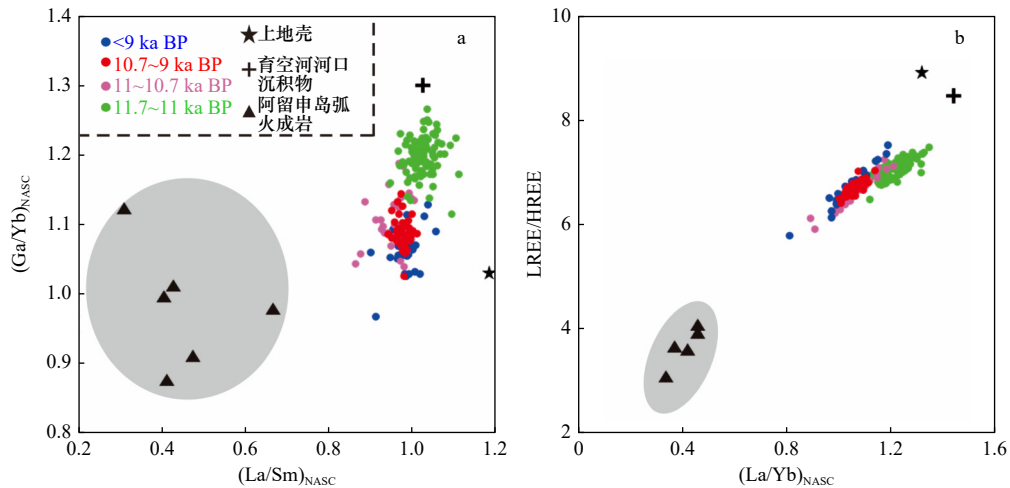 a
<9 ka BP
10.7~9 ka BP
11~10.7 ka BP
11.7~11 ka BP
上地壳
育空河河口
沉积物
阿留申岛弧
火成岩
1.4
1.3
1.2
1.1
1.0
0.9
0.8
(Ga/Yb)NASC
0.2
0.4
0.6
0.8
1.0
1.2
(La/Sm)NASC
b
10
8
6
4
2
LREE/HREE
0
0.4
0.8
1.2
1.6
(La/Yb)NASC